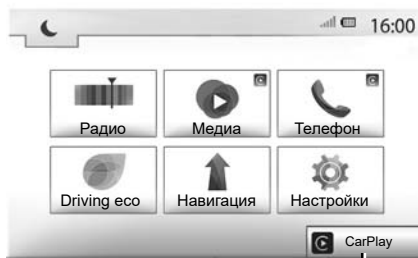 16:00
Радио
Медиа
Телефон
Driving eco
Навигация
Настройки
CarPlay